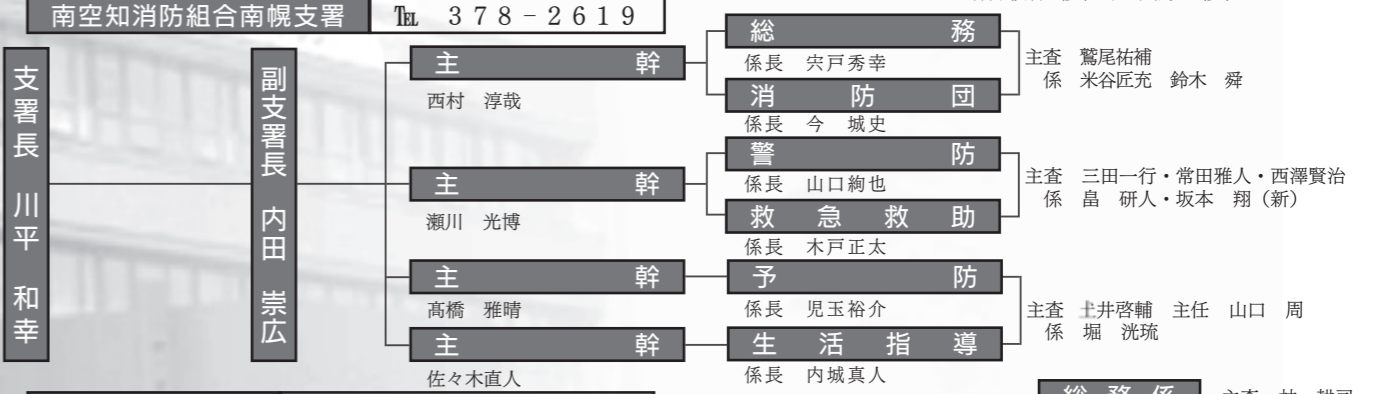 南空知消防組合南幌支署 ℡ 378-2619
支署長 川平 和幸
副支署長 内田 崇広
主幹
西村 淳哉
総務
係長 宍戸秀幸
消防団
係長 今 城史
主査 鷲尾祐補
係 米谷匠充 鈴木 舜
主幹
瀬川 光博
警防
係長 山口絢也
救急救助
係長 木戸正太
主査 三田一行・常田雅人・西澤賢治
係 畠 研人・坂本 翔（新）
主幹
髙橋 雅晴
予防
係長 児玉裕介
主幹
佐々木直人
生活指導
係長 内城真人
主査 土井啓輔 主任 山口 周
係 堀 洸琉
総務係